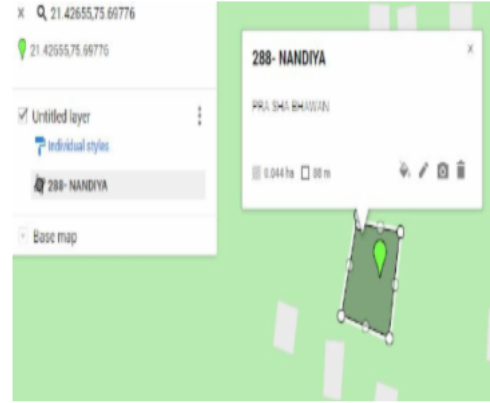 × 21.42655,75.69776
21.42655,75.69776
Untitled layer
Individual styles
288- NANDIYA
Base map
288- NANDIYA ×
PRA SHA BHAWAN
0.044 ha 88 m